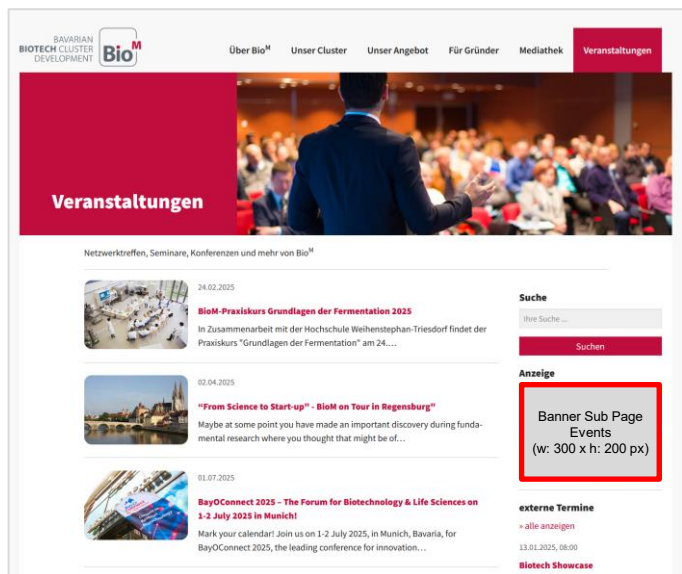 BAVARIAN
BIOTECH CLUSTER
DEVELOPMENT
BioM
Über BioM Unser Cluster Unser Angebot Für Gründer Mediathek Veranstaltungen
Veranstaltungen
Netzwerktreffen, Seminare, Konferenzen und mehr von BioM
24.02.2025
BioM-Praxiskurs Grundlagen der Fermentation 2025
In Zusammenarbeit mit der Hochschule Weihenstephan-Triesdorf findet der
Praxiskurs "Grundlagen der Fermentation" am 24.…
02.04.2025
"From Science to Start-up" - BioM on Tour in Regensburg"
Maybe at some point you have made an important discovery during funda-
mental research where you thought that might be of…
01.07.2025
BayOConnect 2025 – The Forum for Biotechnology & Life Sciences on
1-2 July 2025 in Munich!
Mark your calendar! Join us on 1-2 July 2025, in Munich, Bavaria, for
BayOConnect 2025, the leading conference for innovation…
Suche
Ihre Suche ...
Suchen
Anzeige
Banner Sub Page
Events
(w: 300 x h: 200 px)
externe Termine
» alle anzeigen
13.01.2025, 08:00
Biotech Showcase